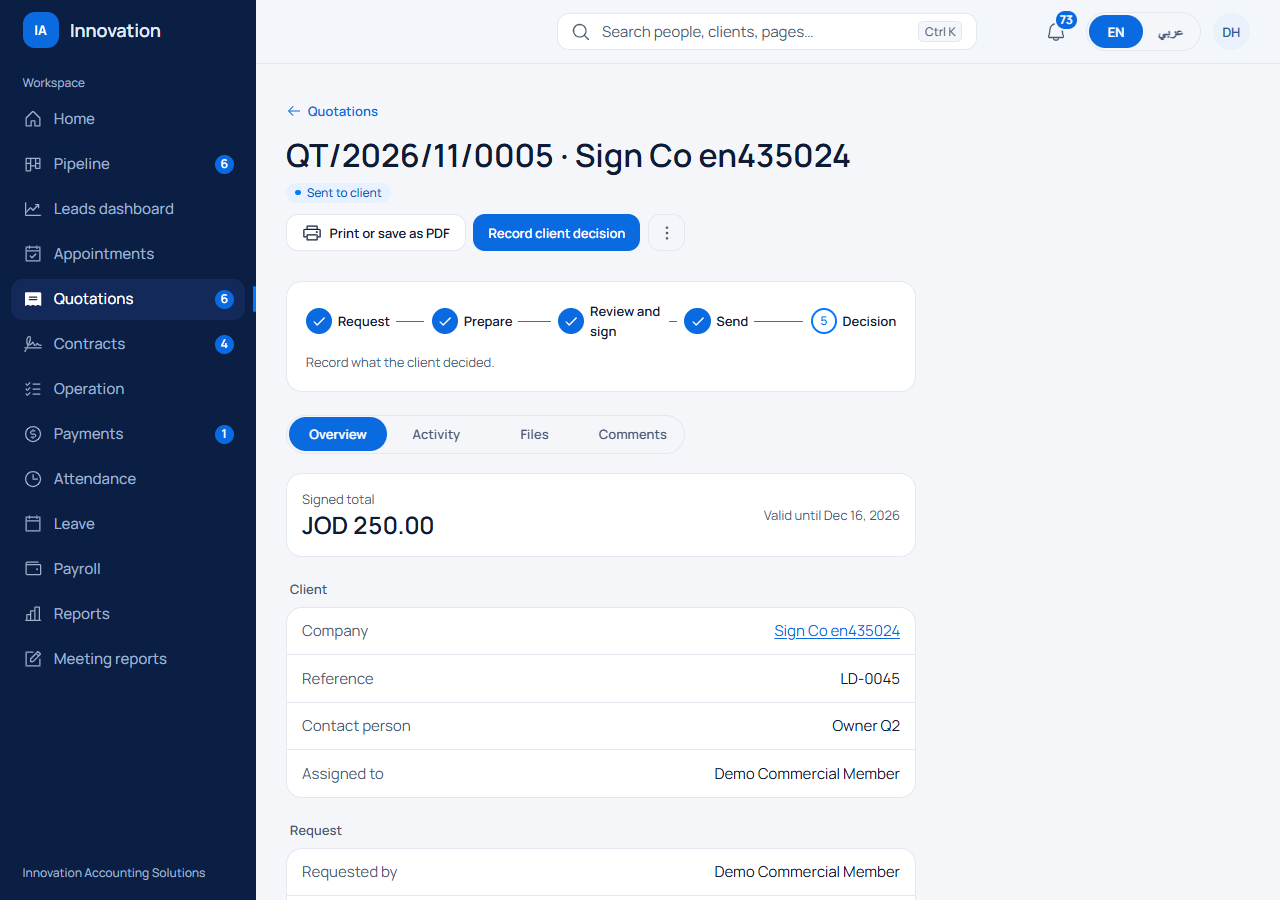 IA Innovation
Search people, clients, pages... Ctrl K
73
EN عربي
DH
Workspace
Home
Pipeline 6
Leads dashboard
Appointments
Quotations 6
Contracts 4
Operation
Payments 1
Attendance
Leave
Payroll
Reports
Meeting reports
Innovation Accounting Solutions
Quotations
QT/2026/11/0005 · Sign Co en435024
Sent to client
Print or save as PDF Record client decision
Request Prepare Review and sign Send 5 Decision
Record what the client decided.
Overview Activity Files Comments
Signed total
JOD 250.00
Valid until Dec 16, 2026
Client
Company Sign Co en435024
Reference LD-0045
Contact person Owner Q2
Assigned to Demo Commercial Member
Request
Requested by Demo Commercial Member